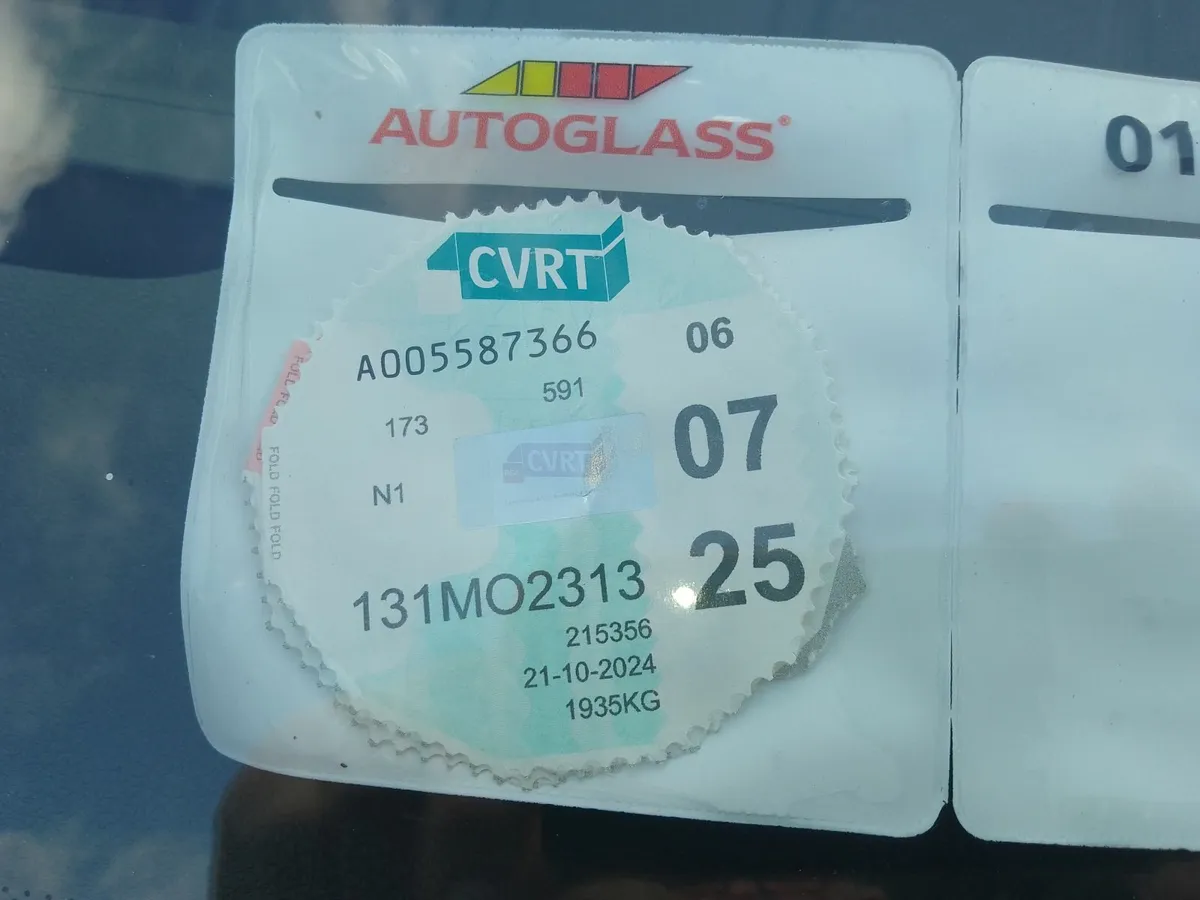 AUTOGLASS®
01
CVRT
A005587366
06
591
173
07
CVRT
N1
FOLD FOLD FOLD
25
131MO2313
215356
21-10-2024
1935KG